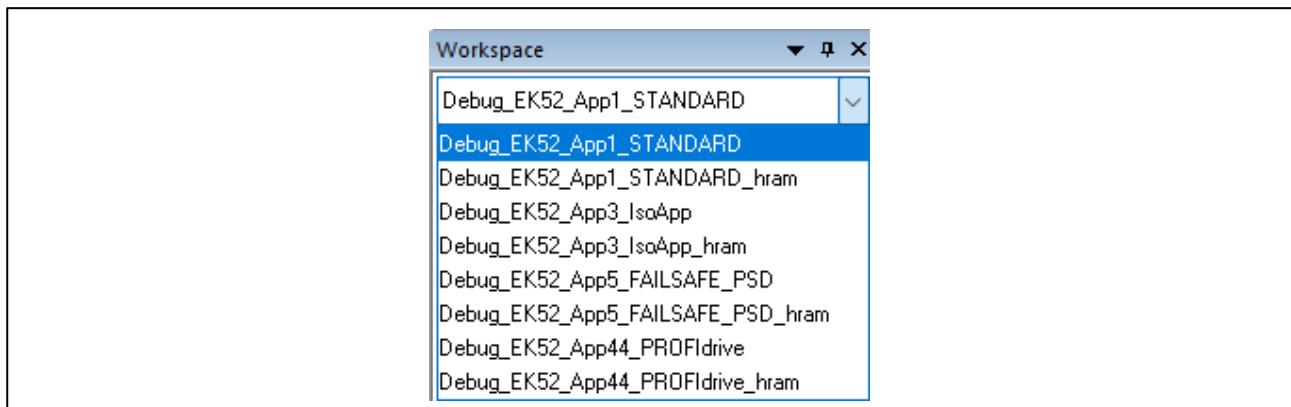 Workspace
Debug_EK52_App1_STANDARD
Debug_EK52_App1_STANDARD
Debug_EK52_App1_STANDARD_hram
Debug_EK52_App3_IsoApp
Debug_EK52_App3_IsoApp_hram
Debug_EK52_App5_FAILSAFE_PSD
Debug_EK52_App5_FAILSAFE_PSD_hram
Debug_EK52_App44_PROFIdrive
Debug_EK52_App44_PROFIdrive_hram